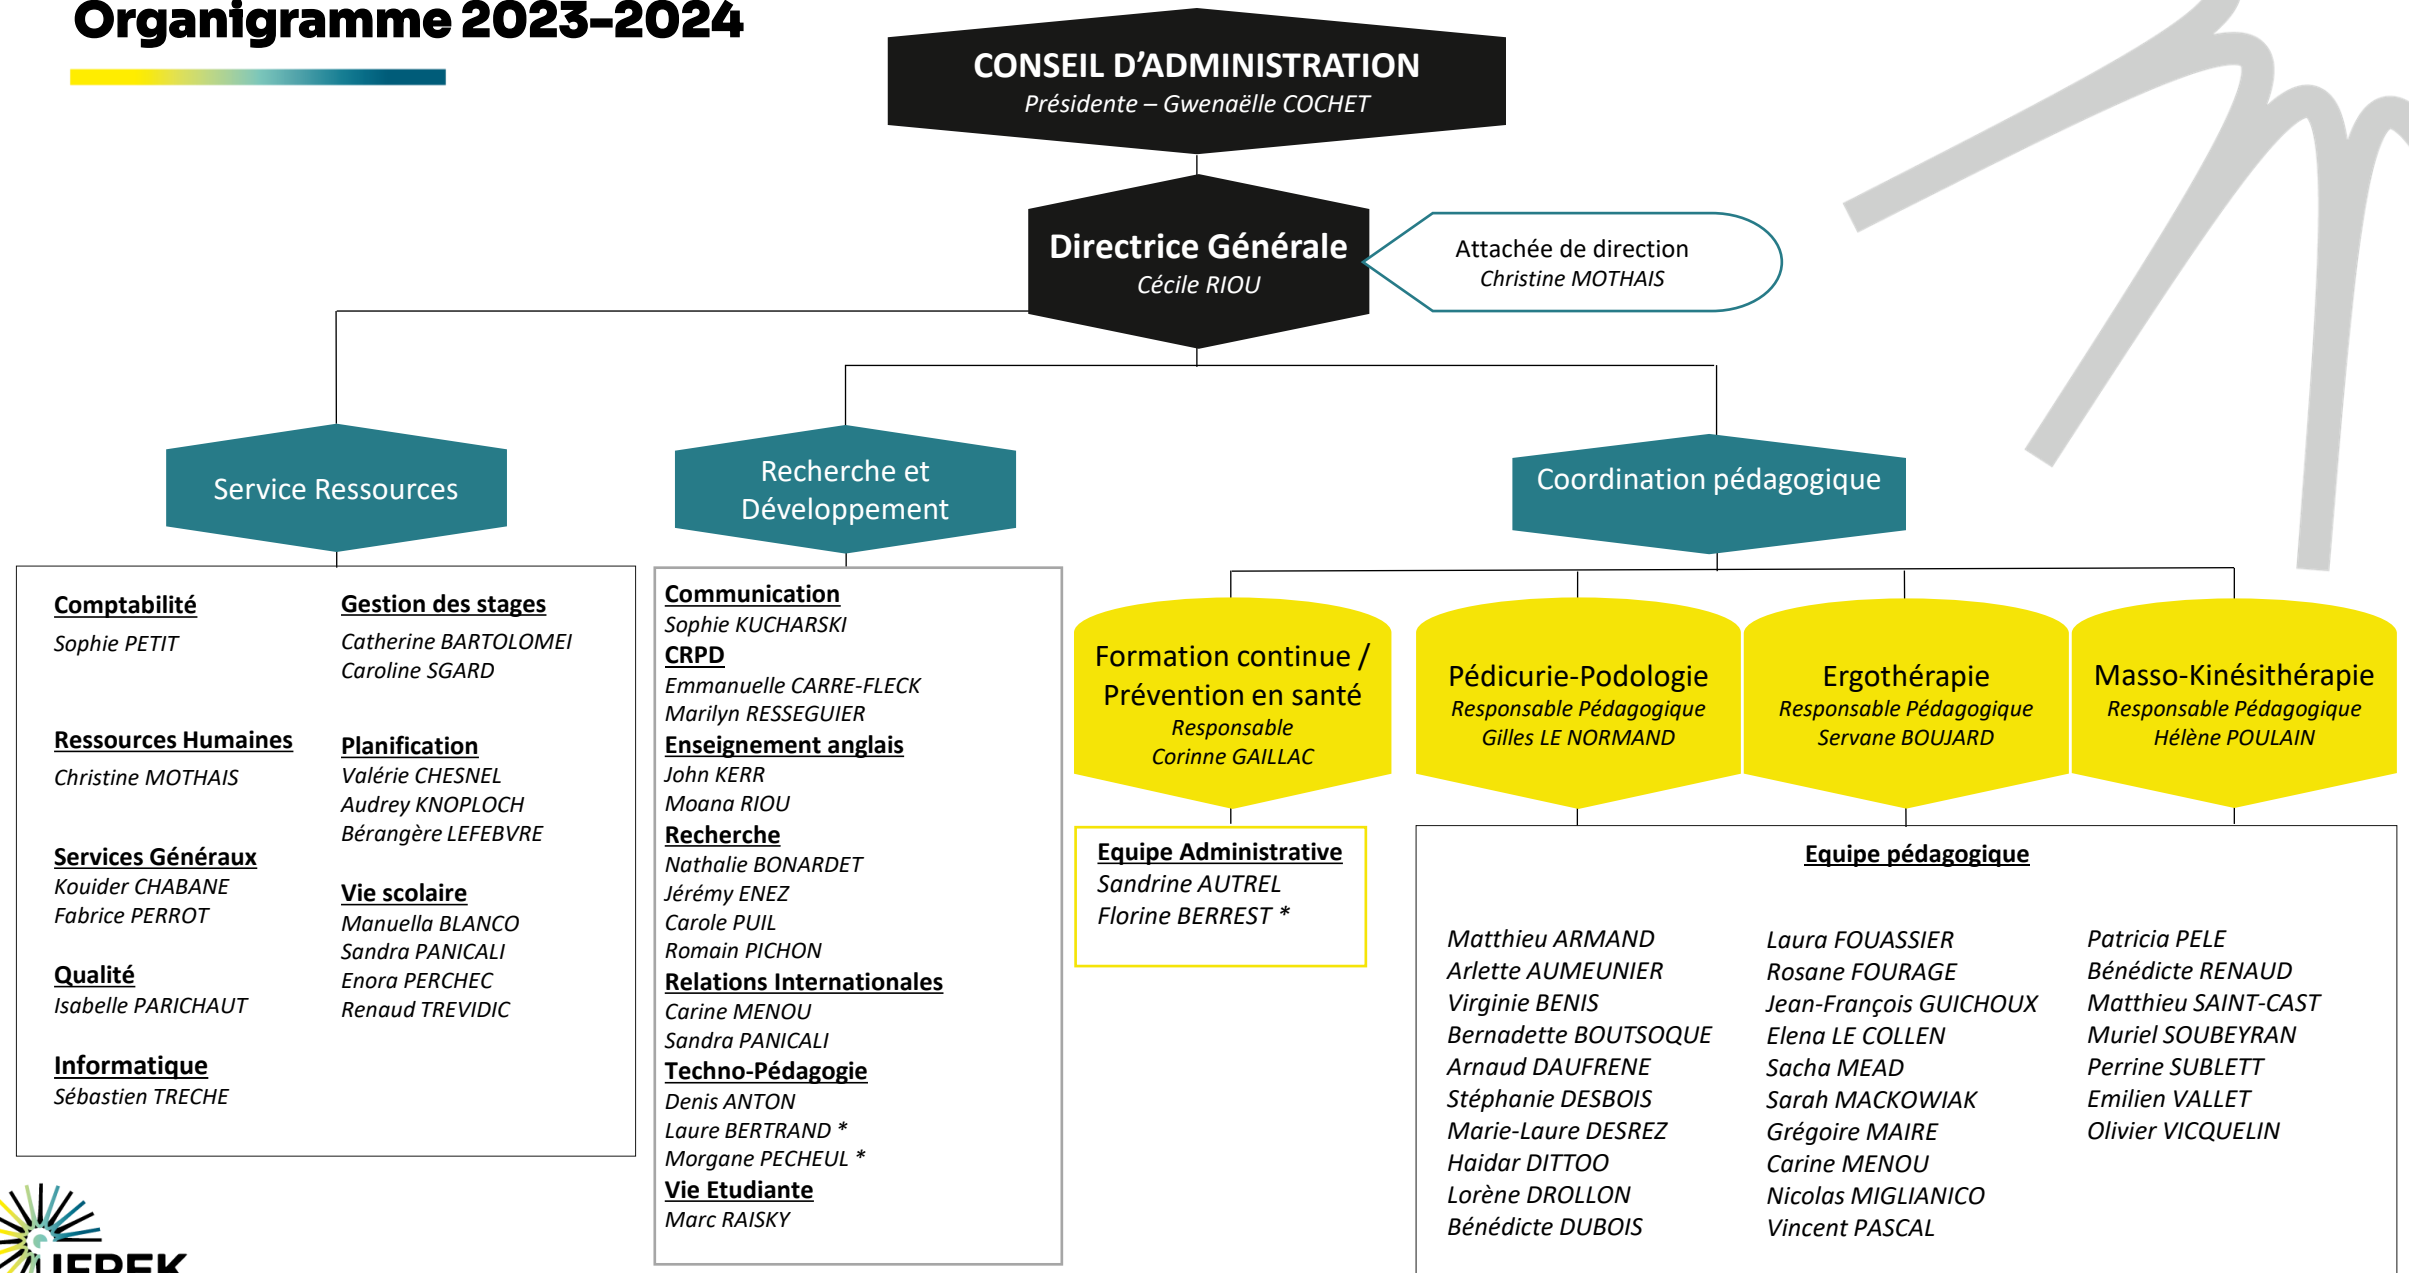 Organigramme 2023-2024
CONSEIL D'ADMINISTRATION
Présidente – Gwenaëlle COCHET
Directrice Générale
Cécile RIOU
Attachée de direction
Christine MOTHAIS
Service Ressources
Recherche et
Développement
Coordination pédagogique
Comptabilité
Sophie PETIT
Ressources Humaines
Christine MOTHAIS
Services Généraux
Kouider CHABANE
Fabrice PERROT
Qualité
Isabelle PARICHAUT
Informatique
Sébastien TRECHE
Gestion des stages
Catherine BARTOLOMEI
Caroline SGARD
Planification
Valérie CHESNEL
Audrey KNOPLOCH
Bérangère LEFEBVRE
Vie scolaire
Manuella BLANCO
Sandra PANICALI
Enora PERCHEC
Renaud TREVIDIC
Communication
Sophie KUCHARSKI
CRPD
Emmanuelle CARRE-FLECK
Marilyn RESSEGUIER
Enseignement anglais
John KERR
Moana RIOU
Recherche
Nathalie BONARDET
Jérémy ENEZ
Carole PUIL
Romain PICHON
Relations Internationales
Carine MENOU
Sandra PANICALI
Techno-Pédagogie
Denis ANTON
Laure BERTRAND *
Morgane PECHEUL *
Vie Etudiante
Marc RAISKY
Formation continue /
Prévention en santé
Responsable
Corinne GAILLAC
Equipe Administrative
Sandrine AUTREL
Florine BERREST *
Pédicurie-Podologie
Responsable Pédagogique
Gilles LE NORMAND
Ergothérapie
Responsable Pédagogique
Servane BOUJARD
Masso-Kinésithérapie
Responsable Pédagogique
Hélène POULAIN
Equipe pédagogique
Matthieu ARMAND
Arlette AUMEUNIER
Virginie BENIS
Bernadette BOUTSOQUE
Arnaud DAUFRENE
Stéphanie DESBOIS
Marie-Laure DESREZ
Haidar DITTOO
Lorène DROLLON
Bénédicte DUBOIS
Laura FOUASSIER
Rosane FOURAGE
Jean-François GUICHOUX
Elena LE COLLEN
Sacha MEAD
Sarah MACKOWIAK
Grégoire MAIRE
Carine MENOU
Nicolas MIGLIANICO
Vincent PASCAL
Patricia PELE
Bénédicte RENAUD
Matthieu SAINT-CAST
Muriel SOUBEYRAN
Perrine SUBLETT
Emilien VALLET
Olivier VICQUELIN
IFPEK